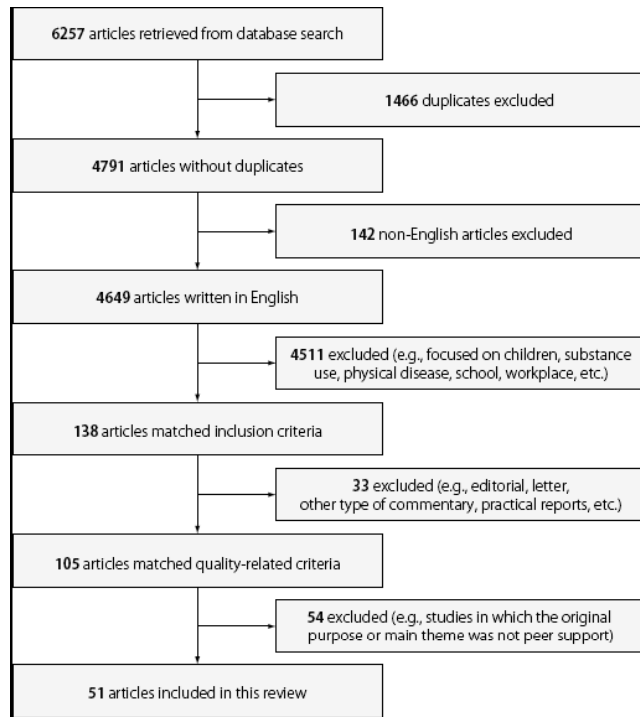 6257 articles retrieved from database search
1466 duplicates excluded
4791 articles without duplicates
142 non-English articles excluded
4649 articles written in English
4511 excluded (e.g., focused on children, substance
use, physical disease, school, workplace, etc.)
138 articles matched inclusion criteria
33 excluded (e.g., editorial, letter,
other type of commentary, practical reports, etc.)
105 articles matched quality-related criteria
54 excluded (e.g., studies in which the original
purpose or main theme was not peer support)
51 articles included in this review